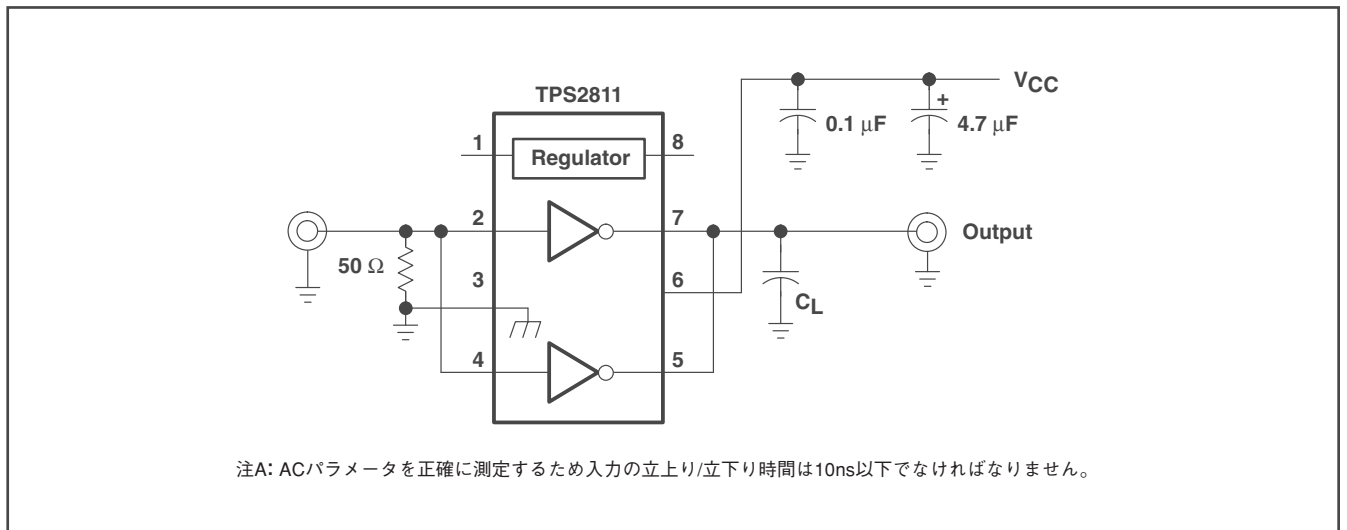 VCC
TPS2811
+
0.1 μF
4.7 μF
1
Regulator
8
2
7
Output
50 Ω
3
6
CL
4
5
注A: ACパラメータを正確に測定するため入力の立上り/立下り時間は10ns以下でなければなりません。